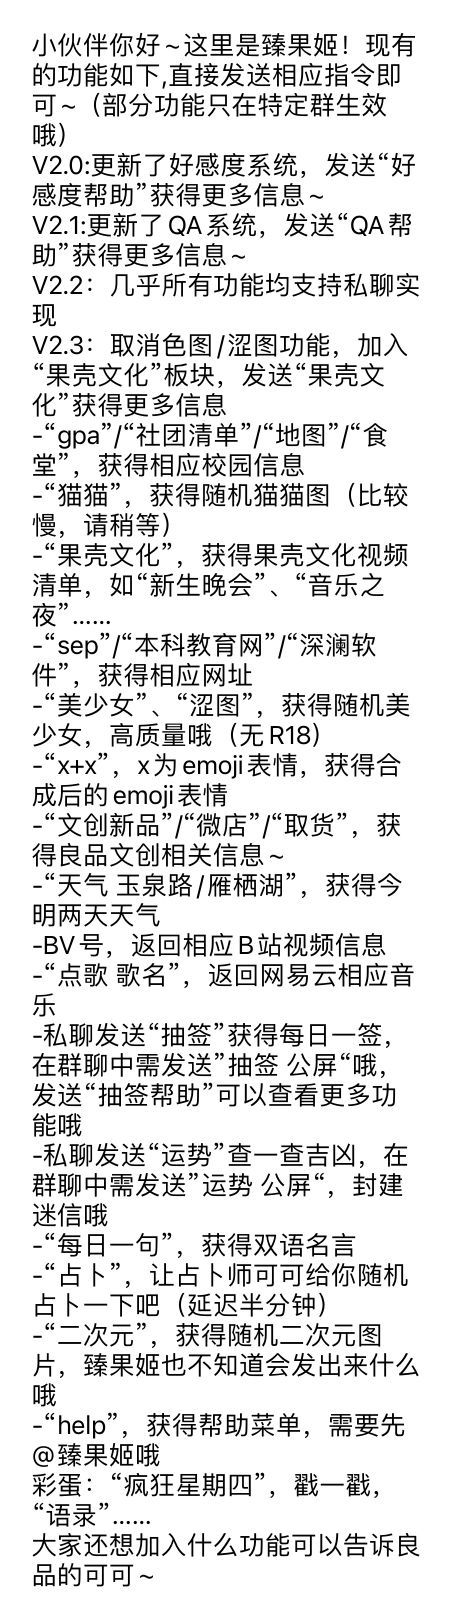 小伙伴你好～这里是臻果姬！现有
的功能如下,直接发送相应指令即
可～（部分功能只在特定群生效
哦）
V2.0:更新了好感度系统，发送“好
感度帮助”获得更多信息～
V2.1:更新了QA系统，发送“QA帮
助”获得更多信息～
V2.2：几乎所有功能均支持私聊实
现
V2.3：取消色图/涩图功能，加入
“果壳文化”板块，发送“果壳文
化”获得更多信息
-“gpa”/“社团清单”/“地图”/“食
堂”，获得相应校园信息
-“猫猫”，获得随机猫猫图（比较
慢，请稍等）
-“果壳文化”，获得果壳文化视频
清单，如“新生晚会”、“音乐之
夜”……
-“sep”/“本科教育网”/“深澜软
件”，获得相应网址
-“美少女”、“涩图”，获得随机美
少女，高质量哦（无R18）
-“x+x”，x为emoji表情，获得合
成后的emoji表情
-“文创新品”/“微店”/“取货”，获
得良品文创相关信息～
-“天气 玉泉路/雁栖湖”，获得今
明两天天气
-BV号，返回相应B站视频信息
-“点歌 歌名”，返回网易云相应音
乐
-私聊发送“抽签”获得每日一签，
在群聊中需发送”抽签 公屏“哦，
发送“抽签帮助”可以查看更多功
能哦
-私聊发送“运势”查一查吉凶，在
群聊中需发送”运势 公屏“，封建
迷信哦
-“每日一句”，获得双语名言
-“占卜”，让占卜师可可给你随机
占卜一下吧（延迟半分钟）
-“二次元”，获得随机二次元图
片，臻果姬也不知道会发出来什么
哦
-“help”，获得帮助菜单，需要先
@臻果姬哦
彩蛋：“疯狂星期四”，戳一戳，
“语录”……
大家还想加入什么功能可以告诉良
品的可可～